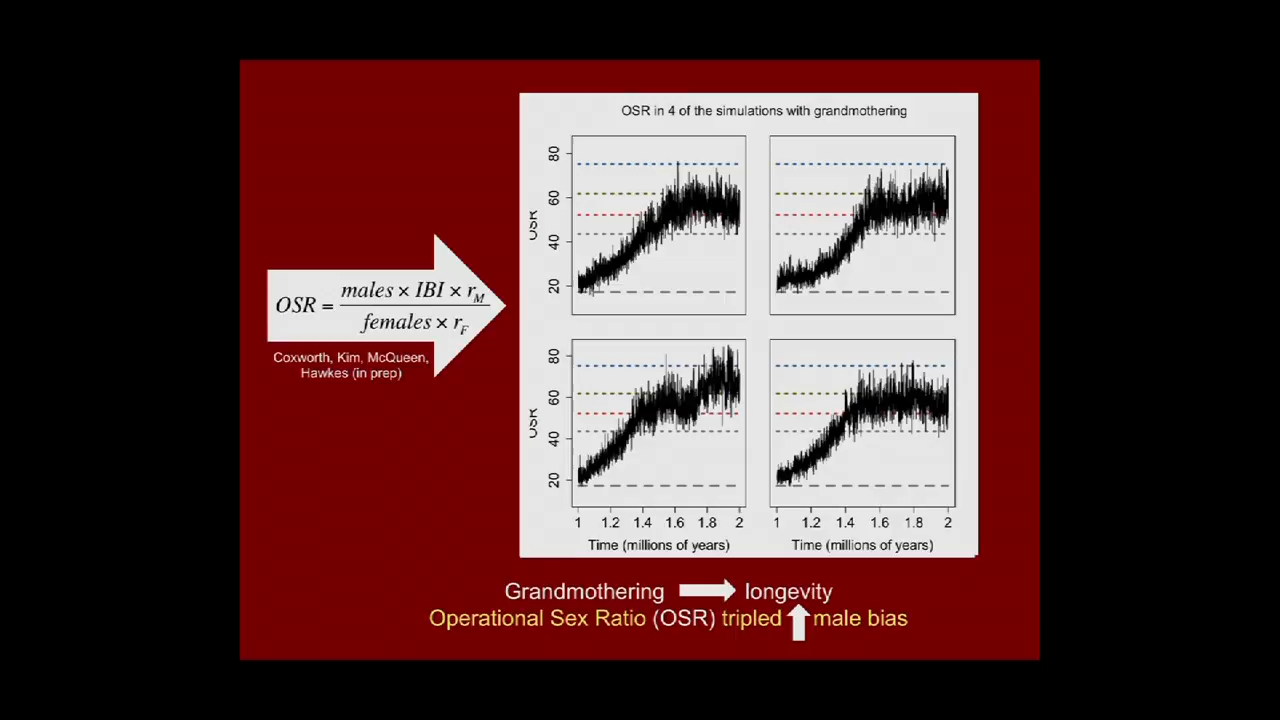 OSR in 4 of the simulations with grandmothering
80
60
40
20
OSR
OSR = males × IBI × r_M
females × r_F
Coxworth, Kim, McQueen,
Hawkes (in prep)
80
60
40
20
OSR
1 1.2 1.4 1.6 1.8 2
1 1.2 1.4 1.6 1.8 2
Time (millions of years)
Time (millions of years)
Grandmothering longevity
Operational Sex Ratio (OSR) tripled male bias